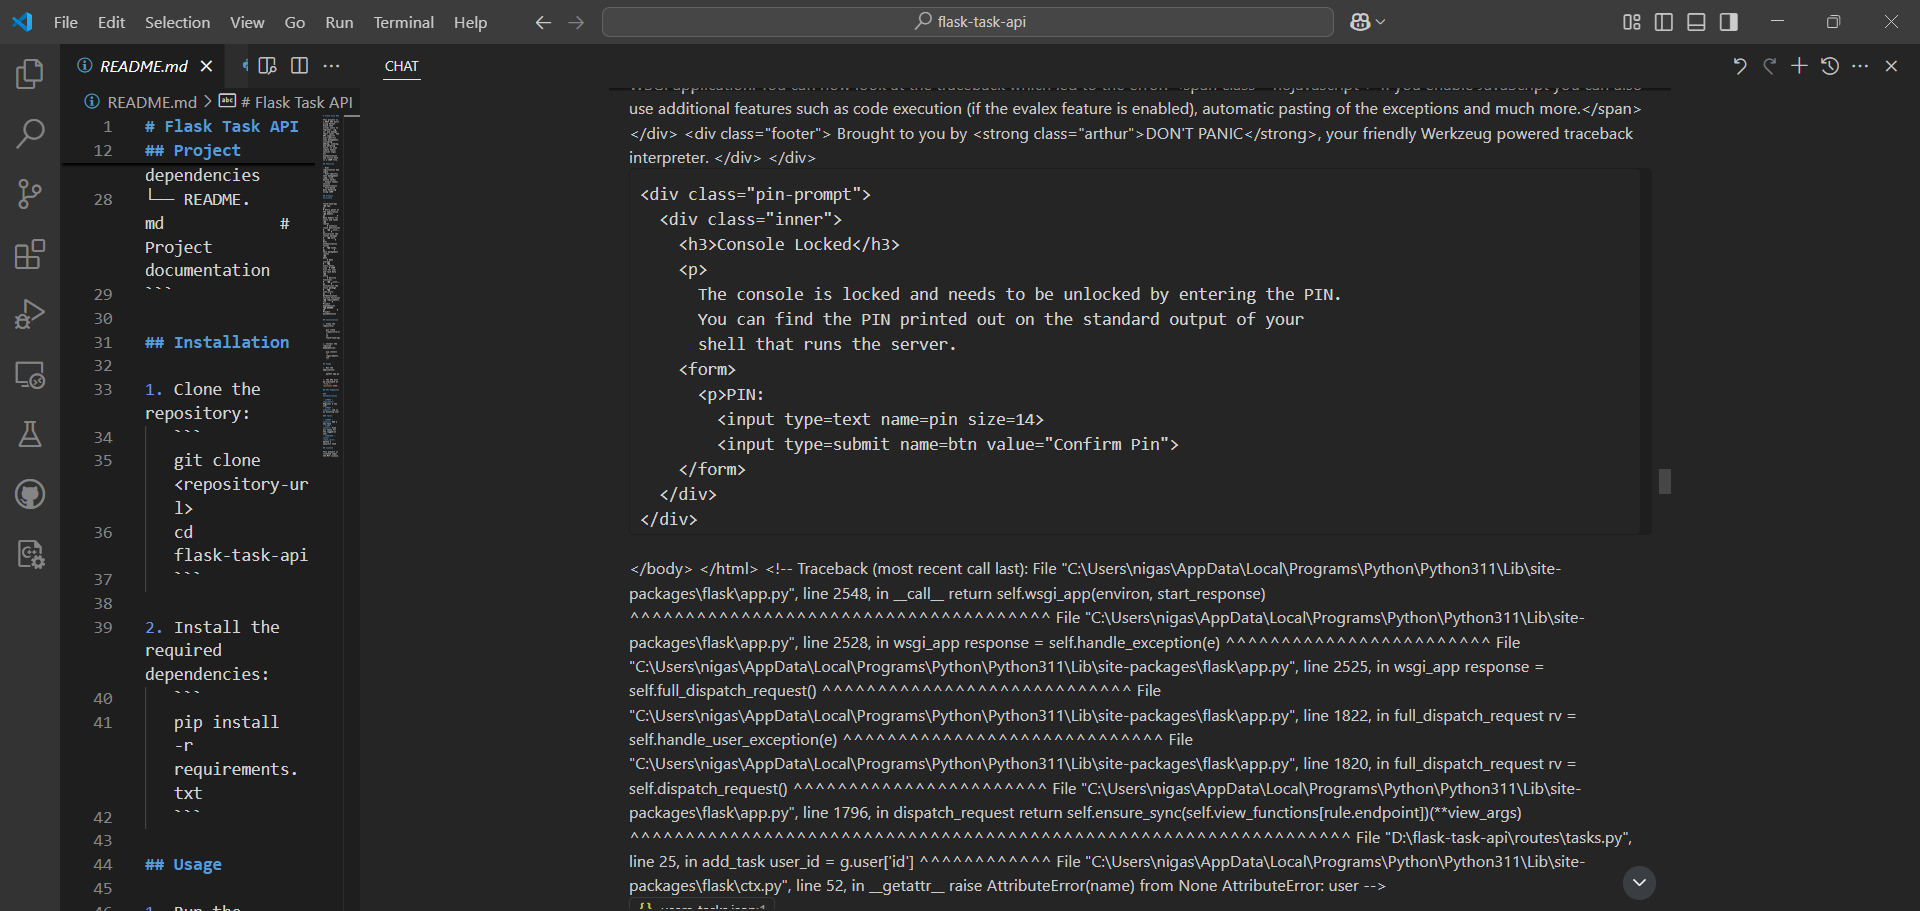 File Edit Selection View Go Run Terminal Help
flask-task-api
README.md
README.md > # Flask Task API
1 # Flask Task API
12 ## Project
dependencies
28 └── README.
md #
Project
documentation
29 ```
30
31 ## Installation
32
33 1. Clone the
repository:
34 ```
35 git clone
<repository-ur
l>
36 cd
flask-task-api
37 ```
38
39 2. Install the
required
dependencies:
40 ```
41 pip install
-r
requirements.
txt
42 ```
43
44 ## Usage
45
46 1. Run the
CHAT
use additional features such as code execution (if the evalex feature is enabled), automatic pasting of the exceptions and much more.</span>
</div> <div class="footer"> Brought to you by <strong class="arthur">DON'T PANIC</strong>, your friendly Werkzeug powered traceback
interpreter. </div> </div>
<div class="pin-prompt">
<div class="inner">
<h3>Console Locked</h3>
<p>
The console is locked and needs to be unlocked by entering the PIN.
You can find the PIN printed out on the standard output of your
shell that runs the server.
<form>
<p>PIN:
<input type=text name=pin size=14>
<input type=submit name=btn value="Confirm Pin">
</form>
</div>
</div>
</body> </html> <!-- Traceback (most recent call last): File "C:\Users\nigas\AppData\Local\Programs\Python\Python311\Lib\site-
packages\flask\app.py", line 2548, in __call__ return self.wsgi_app(environ, start_response)
^^^^^^^^^^^^^^^^^^^^^^^^^^^^^^^^^^^^^^ File "C:\Users\nigas\AppData\Local\Programs\Python\Python311\Lib\site-
packages\flask\app.py", line 2528, in wsgi_app response = self.handle_exception(e) ^^^^^^^^^^^^^^^^^^^^^^^^ File
"C:\Users\nigas\AppData\Local\Programs\Python\Python311\Lib\site-packages\flask\app.py", line 2525, in wsgi_app response =
self.full_dispatch_request() ^^^^^^^^^^^^^^^^^^^^^^^^^^^^ File
"C:\Users\nigas\AppData\Local\Programs\Python\Python311\Lib\site-packages\flask\app.py", line 1822, in full_dispatch_request rv =
self.handle_user_exception(e) ^^^^^^^^^^^^^^^^^^^^^^^^^^^^^ File
"C:\Users\nigas\AppData\Local\Programs\Python\Python311\Lib\site-packages\flask\app.py", line 1820, in full_dispatch_request rv =
self.dispatch_request() ^^^^^^^^^^^^^^^^^^^^^^^ File "C:\Users\nigas\AppData\Local\Programs\Python\Python311\Lib\site-
packages\flask\app.py", line 1796, in dispatch_request return self.ensure_sync(self.view_functions[rule.endpoint])(**view_args)
^^^^^^^^^^^^^^^^^^^^^^^^^^^^^^^^^^^^^^^^^^^^^^^^^^^^^^^^^^^^^^^^^ File "D:\flask-task-api\routes\tasks.py",
line 25, in add_task user_id = g.user['id'] ^^^^^^^^^^^^ File "C:\Users\nigas\AppData\Local\Programs\Python\Python311\Lib\site-
packages\flask\ctx.py", line 52, in __getattr__ raise AttributeError(name) from None AttributeError: user -->